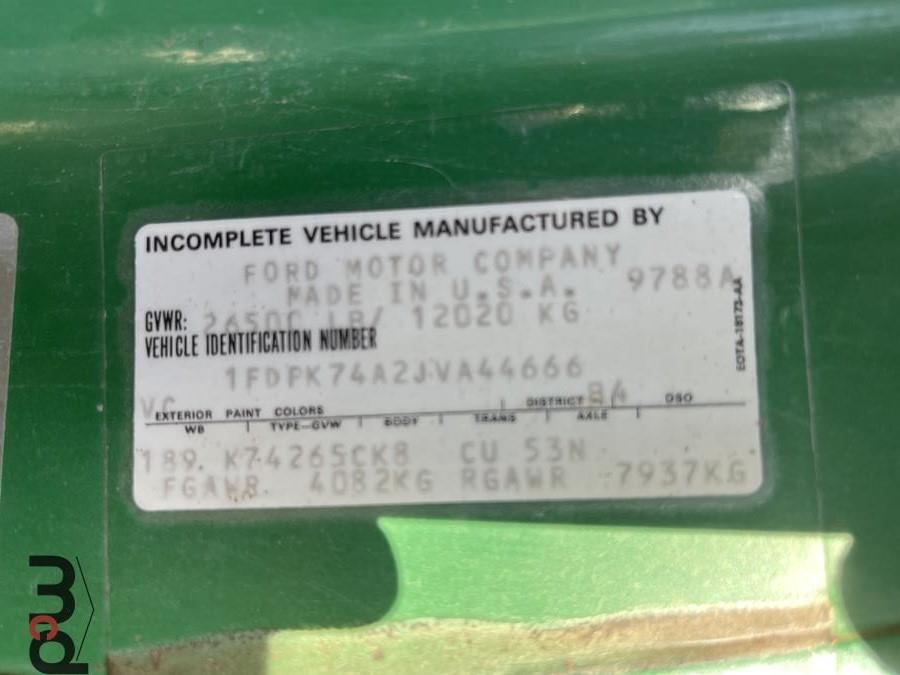 INCOMPLETE VEHICLE MANUFACTURED BY
FORD MOTOR COMPANY
MADE IN U.S.A.
9788A
GVWR: 26500 LB/ 12020 KG
VEHICLE IDENTIFICATION NUMBER
1FDPK74A2JVA44666
VC 84
EXTERIOR PAINT COLORS DISTRICT DSO
WB TYPE-GVW BODY TRANS AXLE
189. K74265CK8 CU 53N
FGAWR 4082KG RGAWR 7937KG
EOTA-18173-AA
mcd